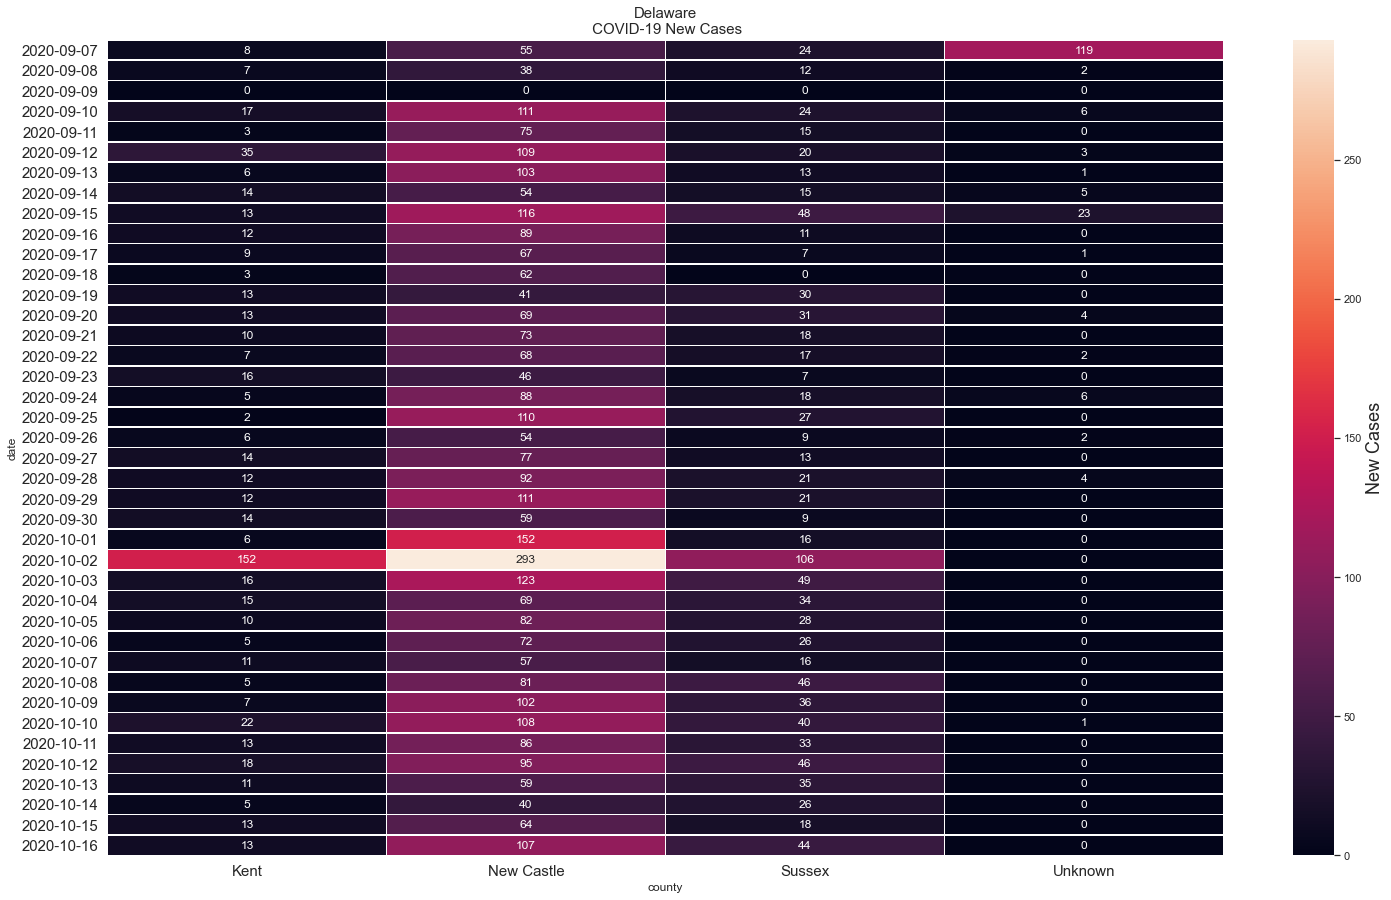 Delaware
COVID-19 New Cases
2020-09-07 8 55 24 119
2020-09-08 7 38 12 2
2020-09-09 0 0 0 0
2020-09-10 17 111 24 6
2020-09-11 3 75 15 0
2020-09-12 35 109 20 3
2020-09-13 6 103 13 1
2020-09-14 14 54 15 5
2020-09-15 13 116 48 23
2020-09-16 12 89 11 0
2020-09-17 9 67 7 1
2020-09-18 3 62 0 0
2020-09-19 13 41 30 0
2020-09-20 13 69 31 4
2020-09-21 10 73 18 0
2020-09-22 7 68 17 2
2020-09-23 16 46 7 0
2020-09-24 5 88 18 6
2020-09-25 2 110 27 0
2020-09-26 6 54 9 2
2020-09-27 14 77 13 0
2020-09-28 12 92 21 4
2020-09-29 12 111 21 0
2020-09-30 14 59 9 0
2020-10-01 6 152 16 0
2020-10-02 152 293 106 0
2020-10-03 16 123 49 0
2020-10-04 15 69 34 0
2020-10-05 10 82 28 0
2020-10-06 5 72 26 0
2020-10-07 11 57 16 0
2020-10-08 5 81 46 0
2020-10-09 7 102 36 0
2020-10-10 22 108 40 1
2020-10-11 13 86 33 0
2020-10-12 18 95 46 0
2020-10-13 11 59 35 0
2020-10-14 5 40 26 0
2020-10-15 13 64 18 0
2020-10-16 13 107 44 0
Kent New Castle Sussex Unknown
county
date
250
200
150
100
50
0
New Cases